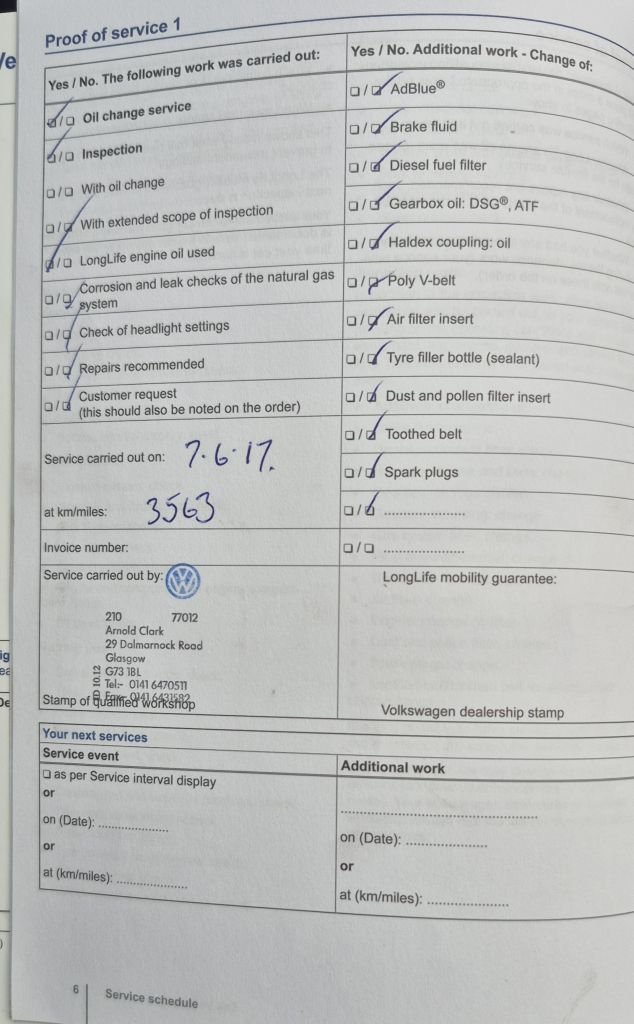 Proof of service 1
Yes / No. The following work was carried out:
Oil change service
Inspection
With oil change
With extended scope of inspection
LongLife engine oil used
Corrosion and leak checks of the natural gas
system
Check of headlight settings
Repairs recommended
Customer request
(this should also be noted on the order)
Service carried out on: 7.6.17.
at km/miles: 3563
Invoice number:
Service carried out by:
210 77012
Arnold Clark
29 Dalmarnock Road
Glasgow
G73 1BL
Tel:- 0141 6470511
Fax:- 0141 6431582
10.12
Stamp of qualified workshop
Yes / No. Additional work - Change of:
AdBlue®
Brake fluid
Diesel fuel filter
Gearbox oil: DSG®, ATF
Haldex coupling: oil
Poly V-belt
Air filter insert
Tyre filler bottle (sealant)
Dust and pollen filter insert
Toothed belt
Spark plugs
LongLife mobility guarantee:
Volkswagen dealership stamp
Your next services
Service event
as per Service interval display
or
on (Date): ....................
or
at (km/miles): ....................
Additional work
on (Date): ....................
or
at (km/miles): ....................
6 Service schedule